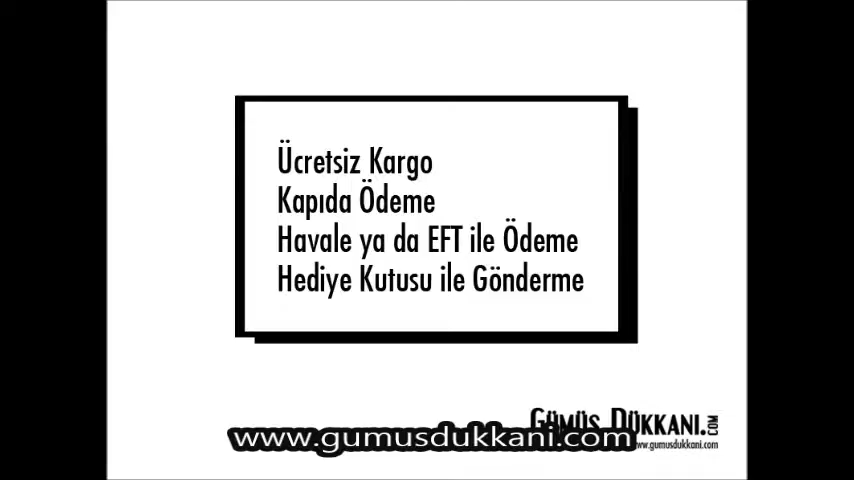 Ücretsiz Kargo
Kapıda Ödeme
Havale ya da EFT ile Ödeme
Hediye Kutusu ile Gönderme
GÜMÜŞ DÜKKANI.COM
www.gumusdukkani.com
www.gumusdukkani.com